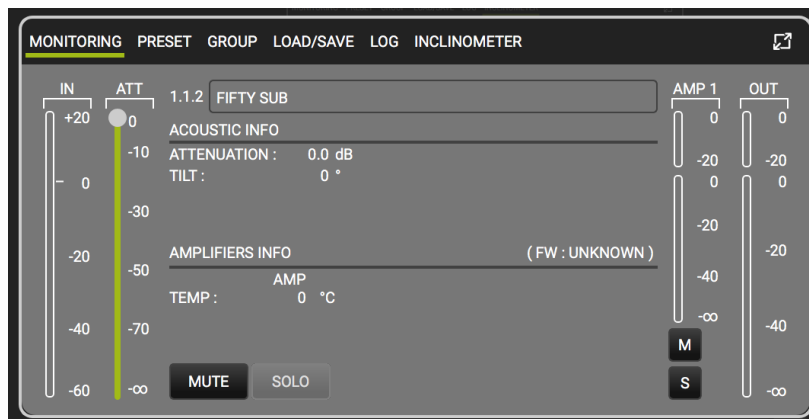 MONITORING PRESET GROUP LOAD/SAVE LOG INCLINOMETER
IN ATT 1.1.2 FIFTY SUB AMP 1 OUT
+20 0 0 0
ACOUSTIC INFO
-10 ATTENUATION : 0.0 dB -20 -20
0 TILT : 0 ° 0 0
-30
-20
-20 AMPLIFIERS INFO ( FW : UNKNOWN ) -20
-50 AMP -40
TEMP : 0 °C
-∞
-40 -70 -40
M
-60 -∞ MUTE SOLO S -∞